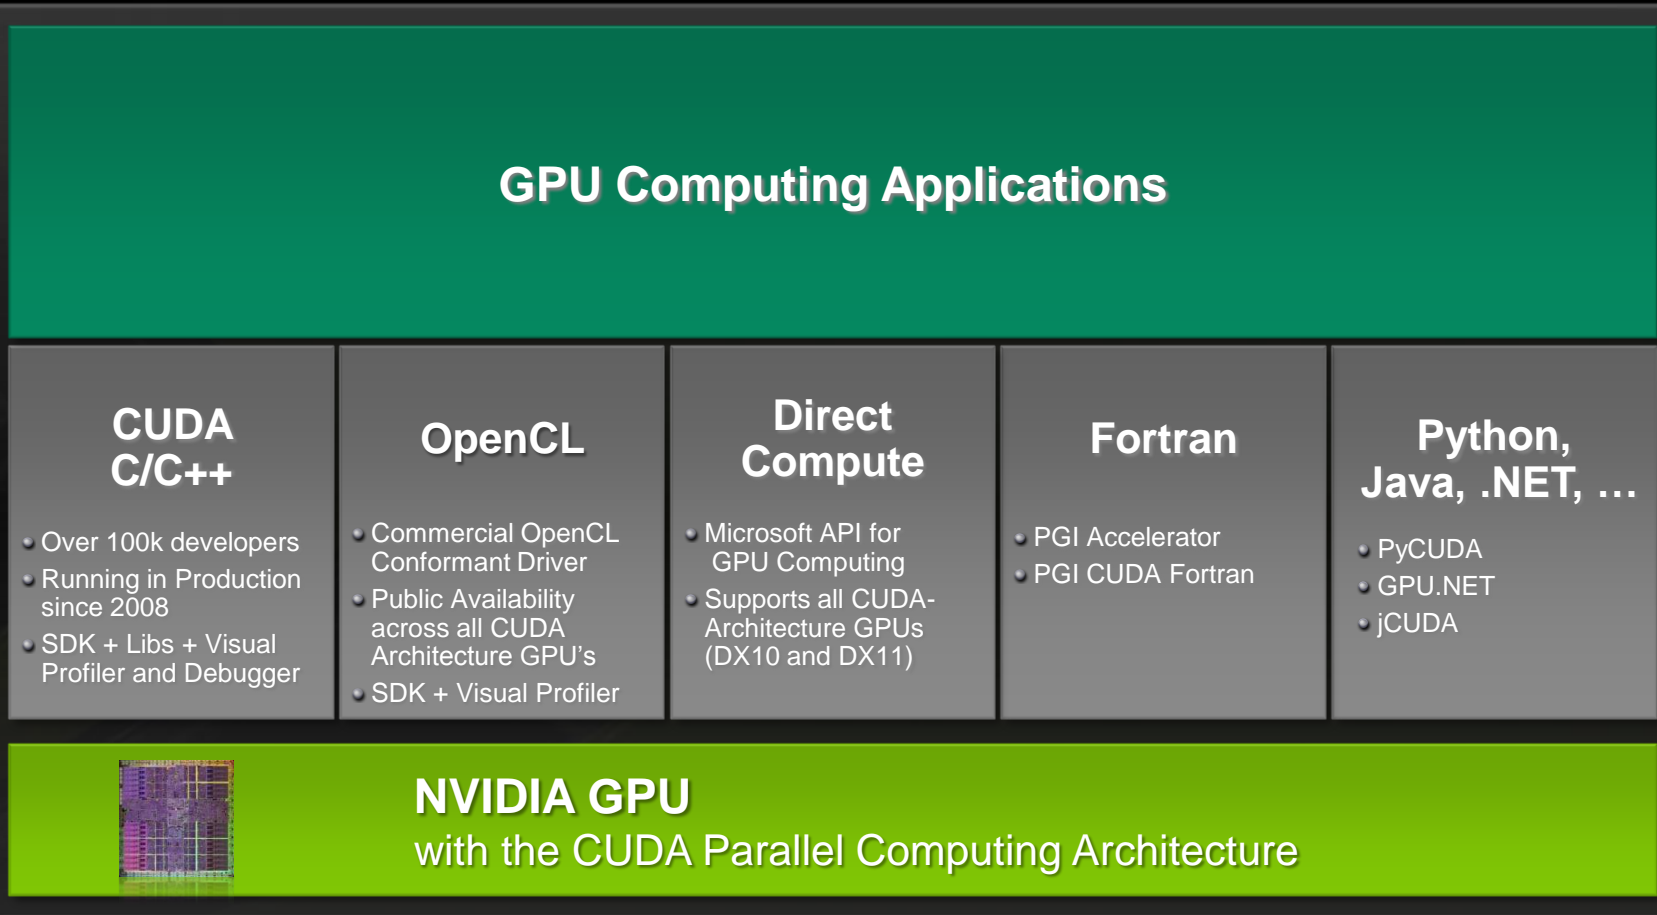 GPU Computing Applications
CUDA
C/C++
Over 100k developers
Running in Production
since 2008
SDK + Libs + Visual
Profiler and Debugger
OpenCL
Commercial OpenCL
Conformant Driver
Public Availability
across all CUDA
Architecture GPU’s
SDK + Visual Profiler
Direct
Compute
Microsoft API for
GPU Computing
Supports all CUDA-
Architecture GPUs
(DX10 and DX11)
Fortran
PGI Accelerator
PGI CUDA Fortran
Python,
Java, .NET, …
PyCUDA
GPU.NET
jCUDA
NVIDIA GPU
with the CUDA Parallel Computing Architecture